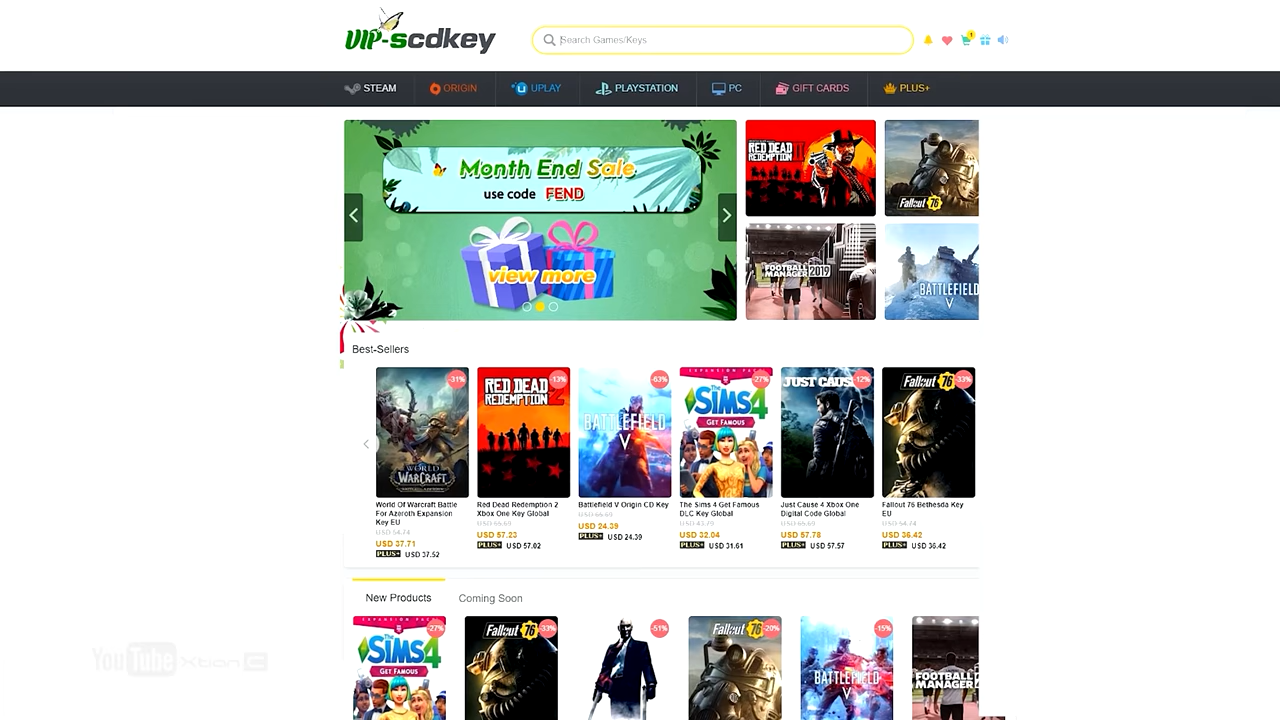 VIP-scdkey
Search Games/Keys
1
STEAM
ORIGIN
UPLAY
PLAYSTATION
PC
GIFT CARDS
PLUS+
Month End Sale
use code FEND
view more
RED DEAD
REDEMPTION II
Fallout 76
FOOTBALL
MANAGER 2019
BATTLEFIELD
V
Best-Sellers
-31%
WORLD
WARCRAFT
-13%
RED DEAD
REDEMPTION 2
-63%
BATTLEFIELD
V
-27%
EXPANSION PACK
The SIMS 4
GET FAMOUS
-12%
JUST CAUSE
-33%
Fallout 76
World Of Warcraft Battle
For Azeroth Expansion
Key EU
USD 54.74
USD 37.71
PLUS+ USD 37.52
Red Dead Redemption 2
Xbox One Key Global
USD 65.69
USD 57.23
PLUS+ USD 57.02
Battlefield V Origin CD Key
USD 65.69
USD 24.39
PLUS+ USD 24.39
The Sims 4 Get Famous
DLC Key Global
USD 43.79
USD 32.04
PLUS+ USD 31.61
Just Cause 4 Xbox One
Digital Code Global
USD 65.69
USD 57.78
PLUS+ USD 57.57
Fallout 76 Bethesda Key
EU
USD 54.74
USD 36.42
PLUS+ USD 36.42
New Products
Coming Soon
-27%
EXPANSION PACK
The SIMS 4
GET FAMOUS
-33%
Fallout 76
-51%
-20%
Fallout 76
-15%
BATTLEFIELD
V
FOOTBALL
MANAGER
YouTube Xtion C